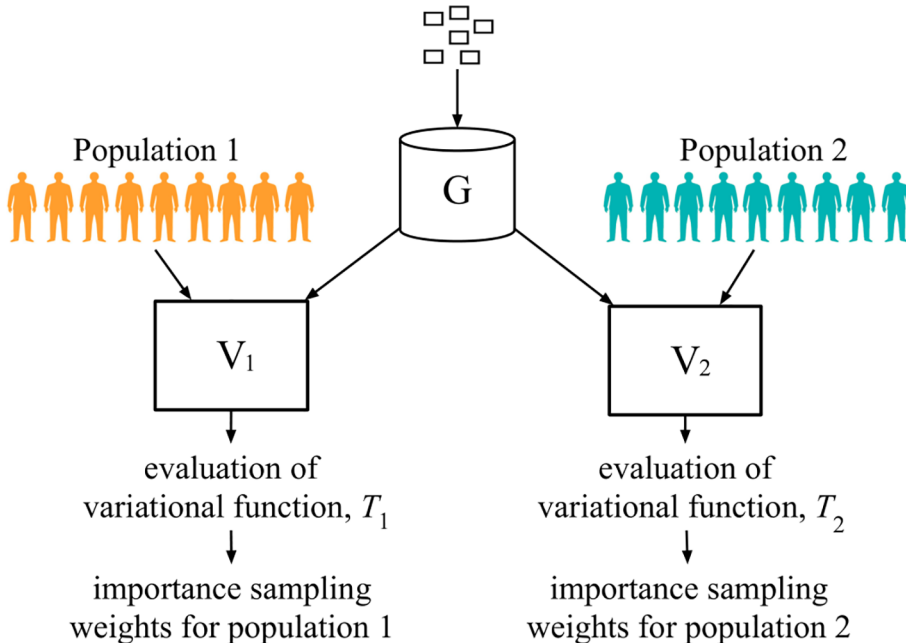 Population 1
Population 2
G
V₁
V₂
evaluation of
variational function, T₁
evaluation of
variational function, T₂
importance sampling
weights for population 1
importance sampling
weights for population 2